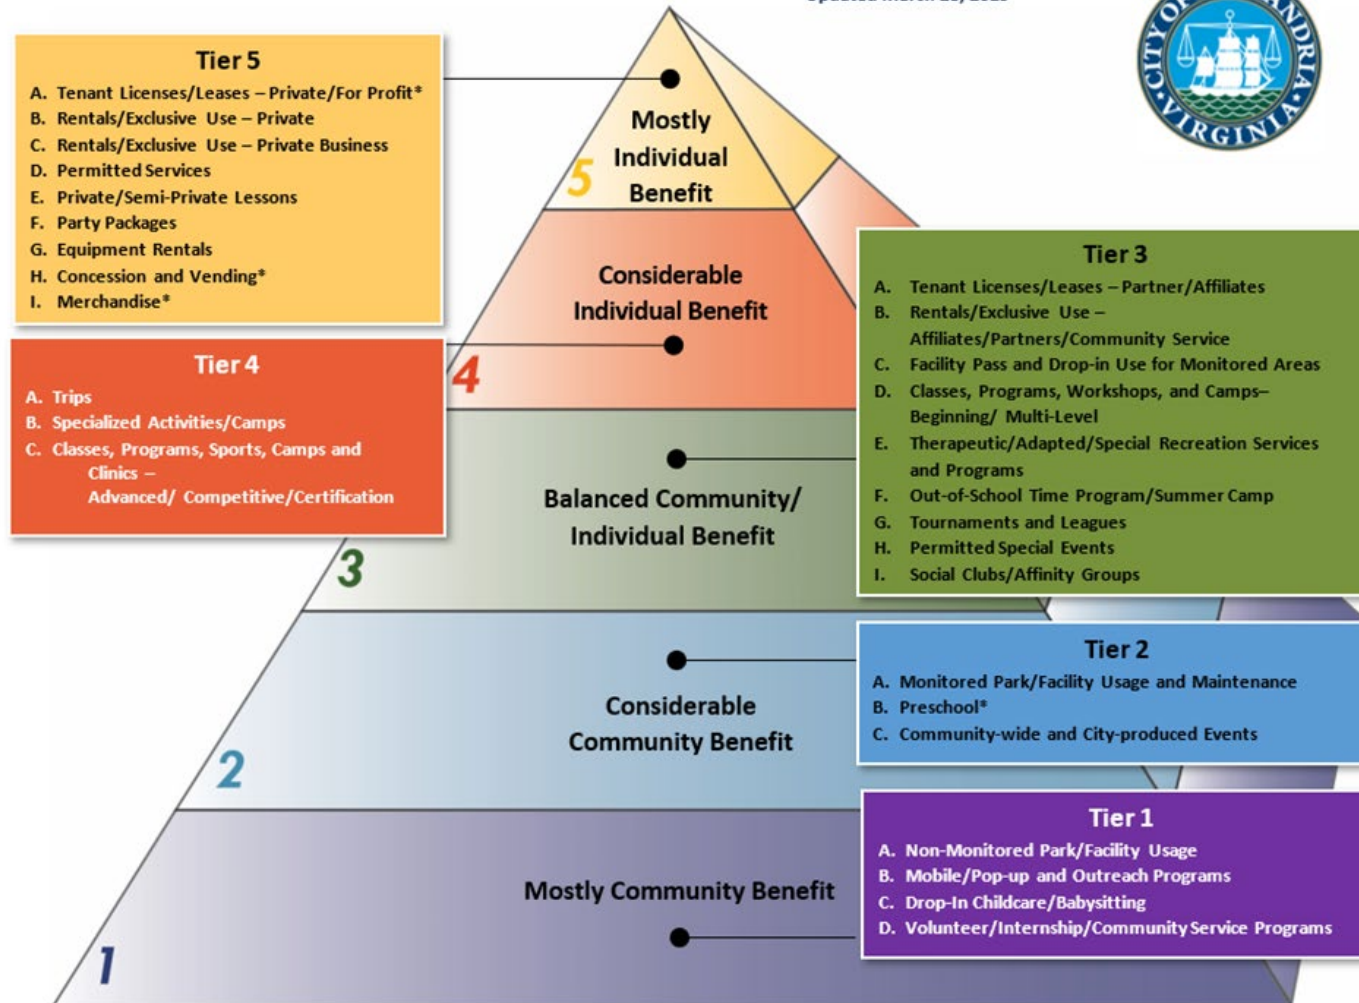 Tier 5
A. Tenant Licenses/Leases – Private/For Profit*
B. Rentals/Exclusive Use – Private
C. Rentals/Exclusive Use – Private Business
D. Permitted Services
E. Private/Semi-Private Lessons
F. Party Packages
G. Equipment Rentals
H. Concession and Vending*
I. Merchandise*
Mostly
Individual
Benefit
5
CITY OF
ANDRIA
VIRGINIA
Considerable
Individual Benefit
4
Tier 4
A. Trips
B. Specialized Activities/Camps
C. Classes, Programs, Sports, Camps and
Clinics –
Advanced/ Competitive/Certification
Tier 3
A. Tenant Licenses/Leases – Partner/Affiliates
B. Rentals/Exclusive Use –
Affiliates/Partners/Community Service
C. Facility Pass and Drop-in Use for Monitored Areas
D. Classes, Programs, Workshops, and Camps–
Beginning/ Multi-Level
E. Therapeutic/Adapted/Special Recreation Services
and Programs
F. Out-of-School Time Program/Summer Camp
G. Tournaments and Leagues
H. Permitted Special Events
I. Social Clubs/Affinity Groups
Balanced Community/
Individual Benefit
3
Tier 2
A. Monitored Park/Facility Usage and Maintenance
B. Preschool*
C. Community-wide and City-produced Events
Considerable
Community Benefit
2
Tier 1
A. Non-Monitored Park/Facility Usage
B. Mobile/Pop-up and Outreach Programs
C. Drop-In Childcare/Babysitting
D. Volunteer/Internship/Community Service Programs
Mostly Community Benefit
1